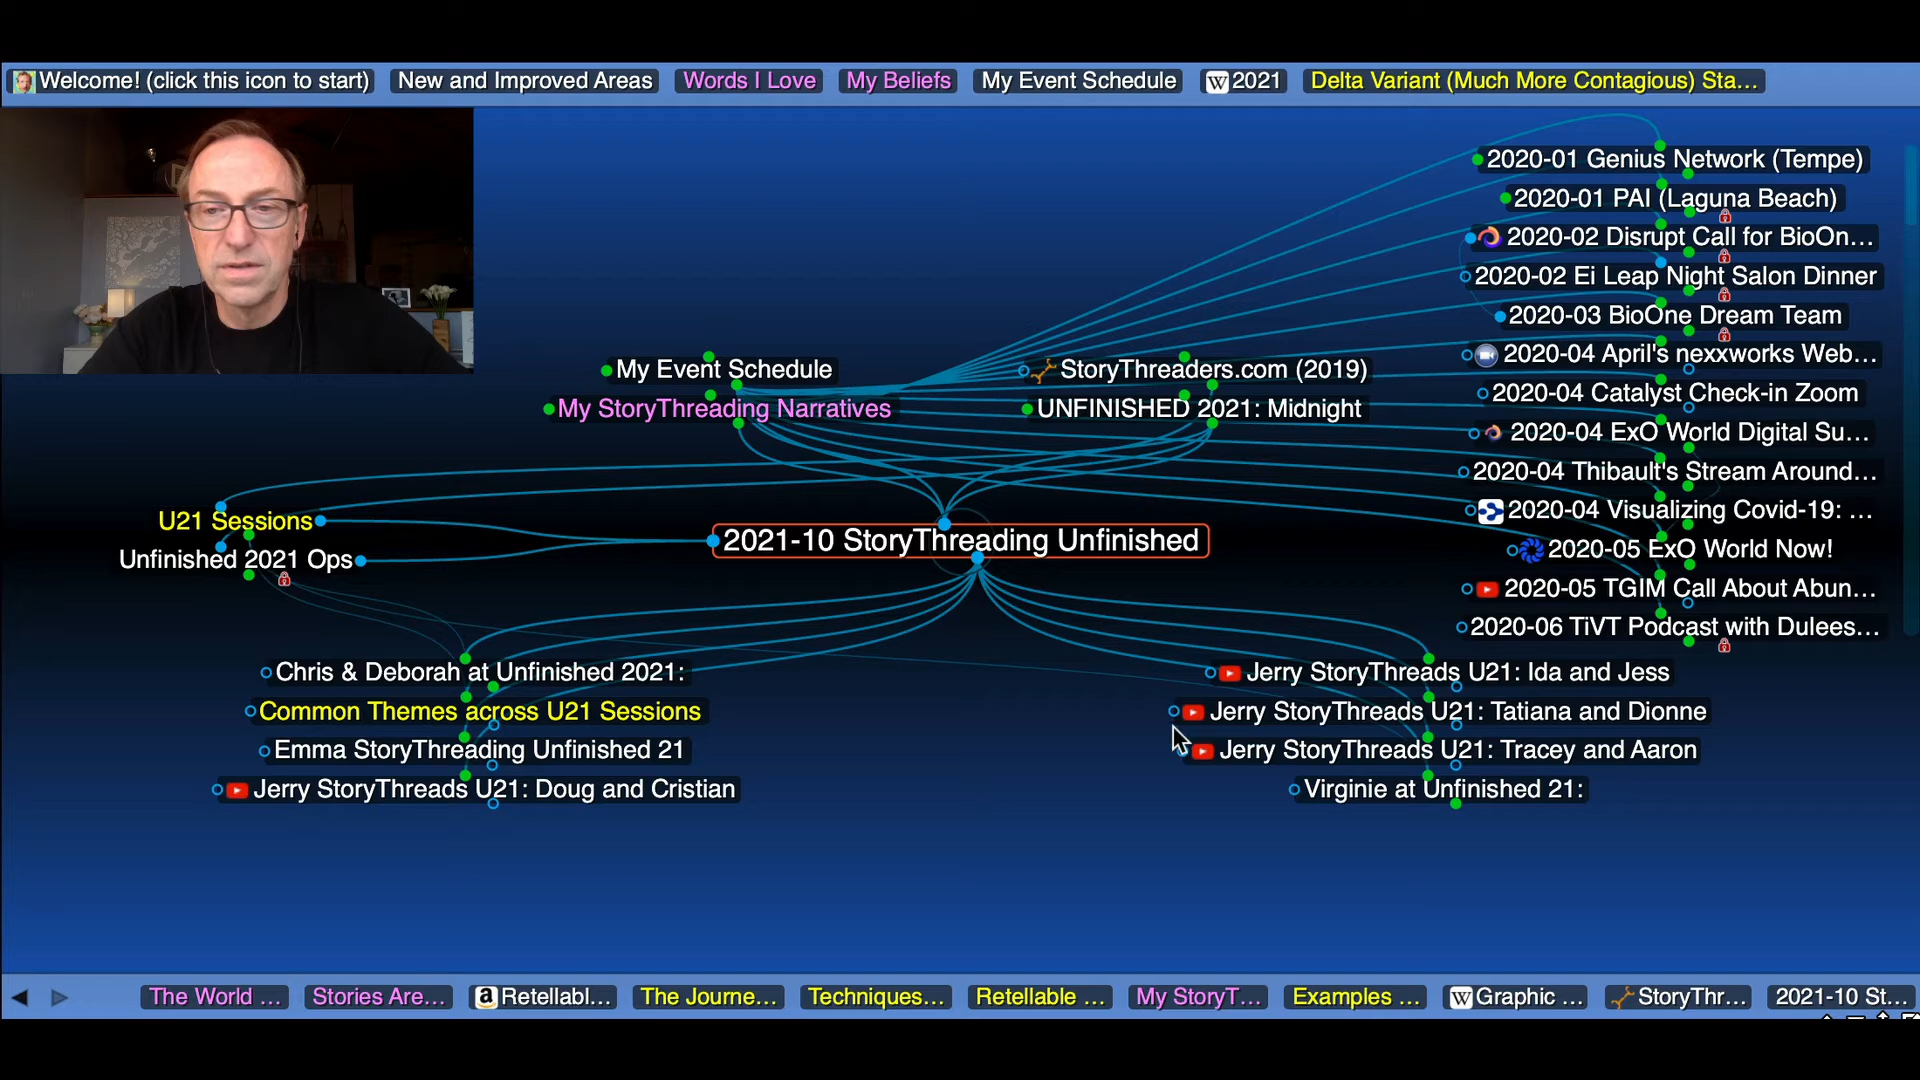 Welcome! (click this icon to start)
New and Improved Areas
Words I Love
My Beliefs
My Event Schedule
W 2021
Delta Variant (Much More Contagious) Sta...
2020-01 Genius Network (Tempe)
2020-01 PAI (Laguna Beach)
2020-02 Disrupt Call for BioOn...
2020-02 Ei Leap Night Salon Dinner
2020-03 BioOne Dream Team
2020-04 April's nexxworks Web...
2020-04 Catalyst Check-in Zoom
2020-04 ExO World Digital Su...
2020-04 Thibault's Stream Around...
2020-04 Visualizing Covid-19: ...
2020-05 ExO World Now!
2020-05 TGIM Call About Abun...
2020-06 TiVT Podcast with Dulees...
My Event Schedule
My StoryThreading Narratives
StoryThreaders.com (2019)
UNFINISHED 2021: Midnight
U21 Sessions
Unfinished 2021 Ops
2021-10 StoryThreading Unfinished
Chris & Deborah at Unfinished 2021:
Common Themes across U21 Sessions
Emma StoryThreading Unfinished 21
Jerry StoryThreads U21: Doug and Cristian
Jerry StoryThreads U21: Ida and Jess
Jerry StoryThreads U21: Tatiana and Dionne
Jerry StoryThreads U21: Tracey and Aaron
Virginie at Unfinished 21:
The World ...
Stories Are...
a Retellabl...
The Journe...
Techniques...
Retellable ...
My StoryT...
Examples ...
W Graphic ...
StoryThr...
2021-10 St...